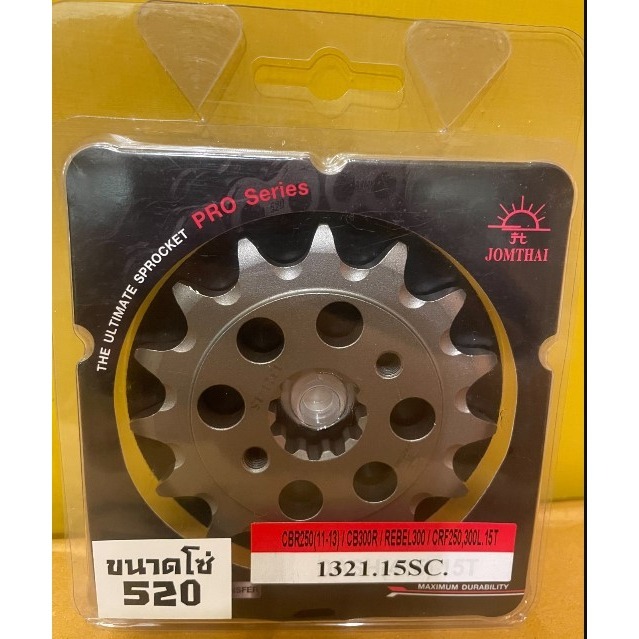 THE ULTIMATE SPROCKET PRO Series
JOMTHAI
CBR250(11-13) / CB300R / REBEL300 / CRF250,300L.15T
1321.15SC.
ขนาดโซ่
520
MAXIMUM DURABILITY